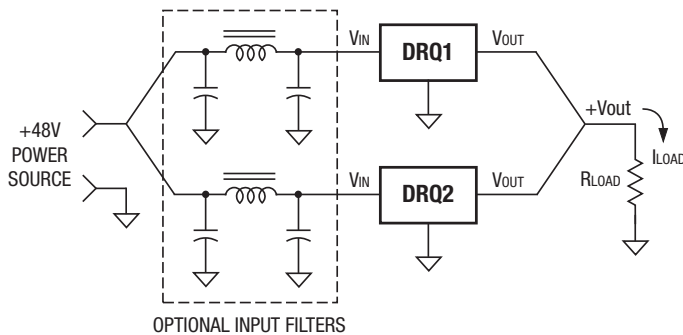 VIN
DRQ1
VOUT
+48V
POWER
SOURCE
+Vout
ILOAD
RLOAD
VIN
DRQ2
VOUT
OPTIONAL INPUT FILTERS